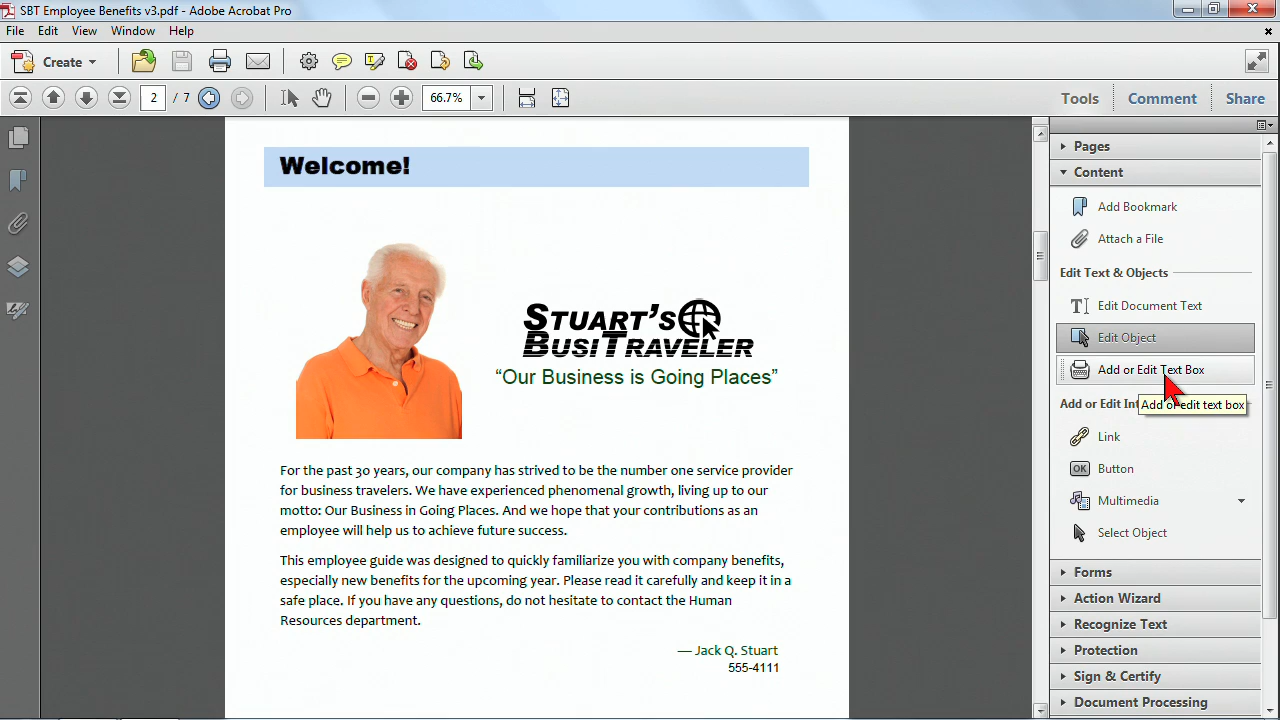 SBT Employee Benefits v3.pdf - Adobe Acrobat Pro
File Edit View Window Help
Create
2 / 7 66.7% Tools Comment Share
Pages
Content
Add Bookmark
Attach a File
Edit Text & Objects
Edit Document Text
Edit Object
Add or Edit Text Box
Add or Edit Int
Add or edit text box
Link
OK Button
Multimedia
Select Object
Forms
Action Wizard
Recognize Text
Protection
Sign & Certify
Document Processing
Welcome!
STUART'S
BUSITRAVELER
“Our Business is Going Places”
For the past 30 years, our company has strived to be the number one service provider
for business travelers. We have experienced phenomenal growth, living up to our
motto: Our Business in Going Places. And we hope that your contributions as an
employee will help us to achieve future success.
This employee guide was designed to quickly familiarize you with company benefits,
especially new benefits for the upcoming year. Please read it carefully and keep it in a
safe place. If you have any questions, do not hesitate to contact the Human
Resources department.
— Jack Q. Stuart
555-4111